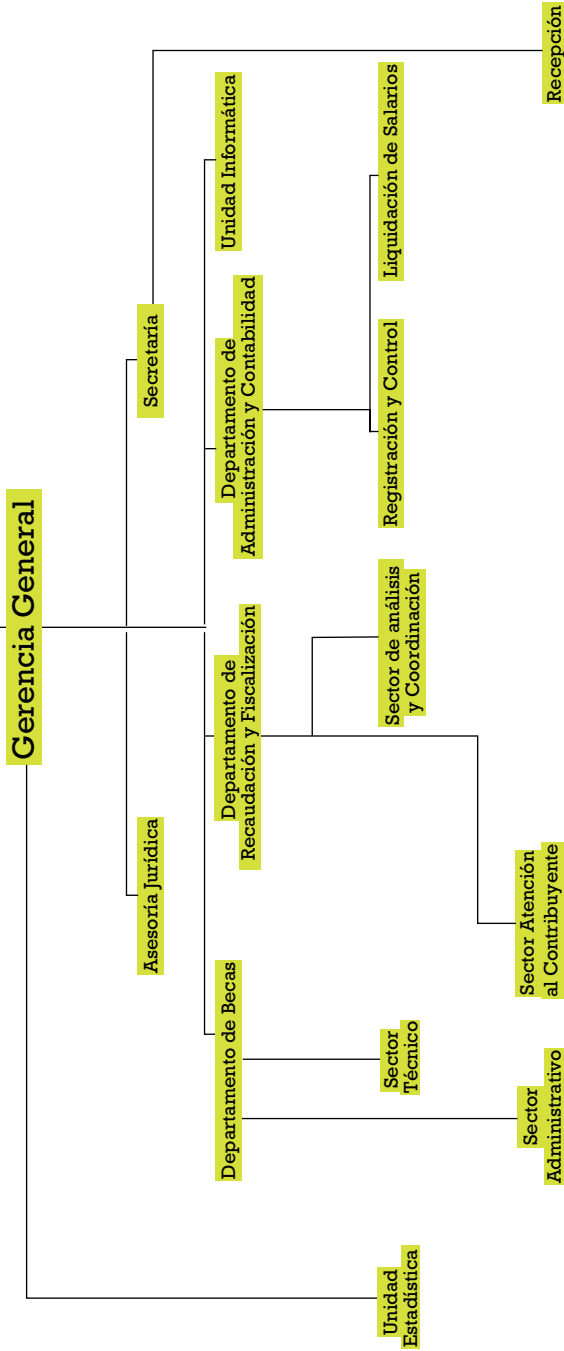 Gerencia General
Asesoría Jurídica
Secretaría
Departamento de Becas
Departamento de
Recaudación y Fiscalización
Departamento de
Administración y Contabilidad
Unidad Informática
Unidad
Estadística
Sector
Técnico
Sector de análisis
y Coordinación
Registración y Control
Liquidación de Salarios
Sector
Administrativo
Sector Atención
al Contribuyente
Recepción